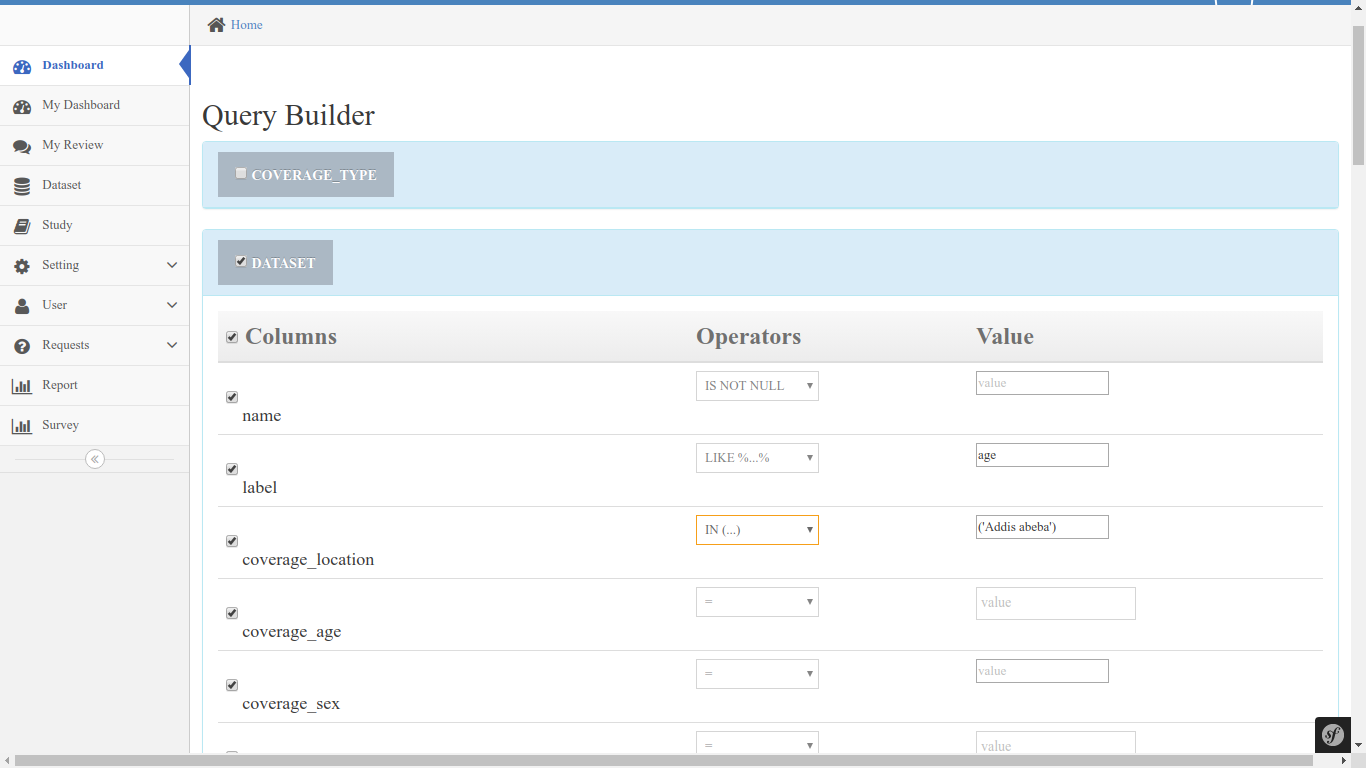 Home
Dashboard
My Dashboard
My Review
Dataset
Study
Setting
User
Requests
Report
Survey
Query Builder
COVERAGE_TYPE
DATASET
Columns Operators Value
name IS NOT NULL value
label LIKE %...% age
coverage_location IN (...) ('Addis abeba')
coverage_age = value
coverage_sex = value
= value
sf